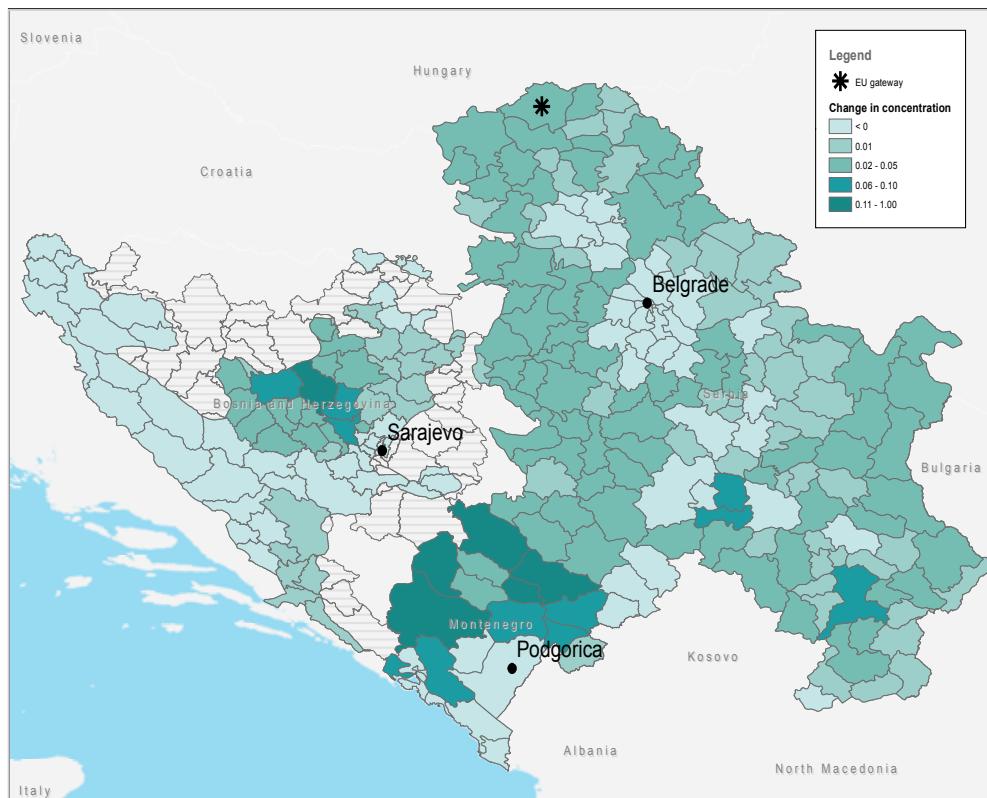 Slovenia
Hungary
Legend
EU gateway
Change in concentration
< 0
0.01
0.02 - 0.05
0.06 - 0.10
0.11 - 1.00
Croatia
Belgrade
Serbia
Bosnia and Herzegovina
Sarajevo
Bulgaria
Montenegro
Podgorica
Kosovo
Albania
North Macedonia
Italy